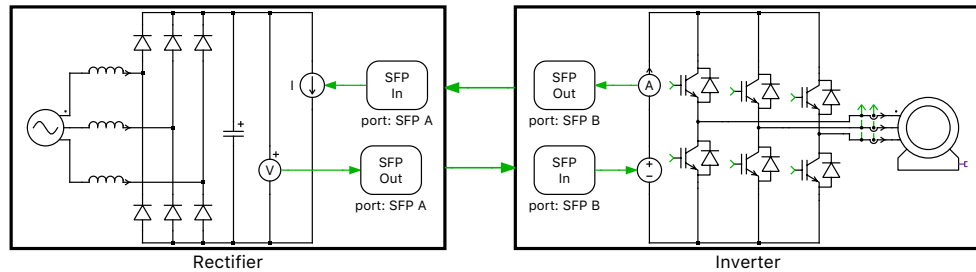 SFP
In
port: SFP A
I
V
SFP
Out
port: SFP A
Rectifier
SFP
Out
port: SFP B
A
SFP
In
port: SFP B
Inverter